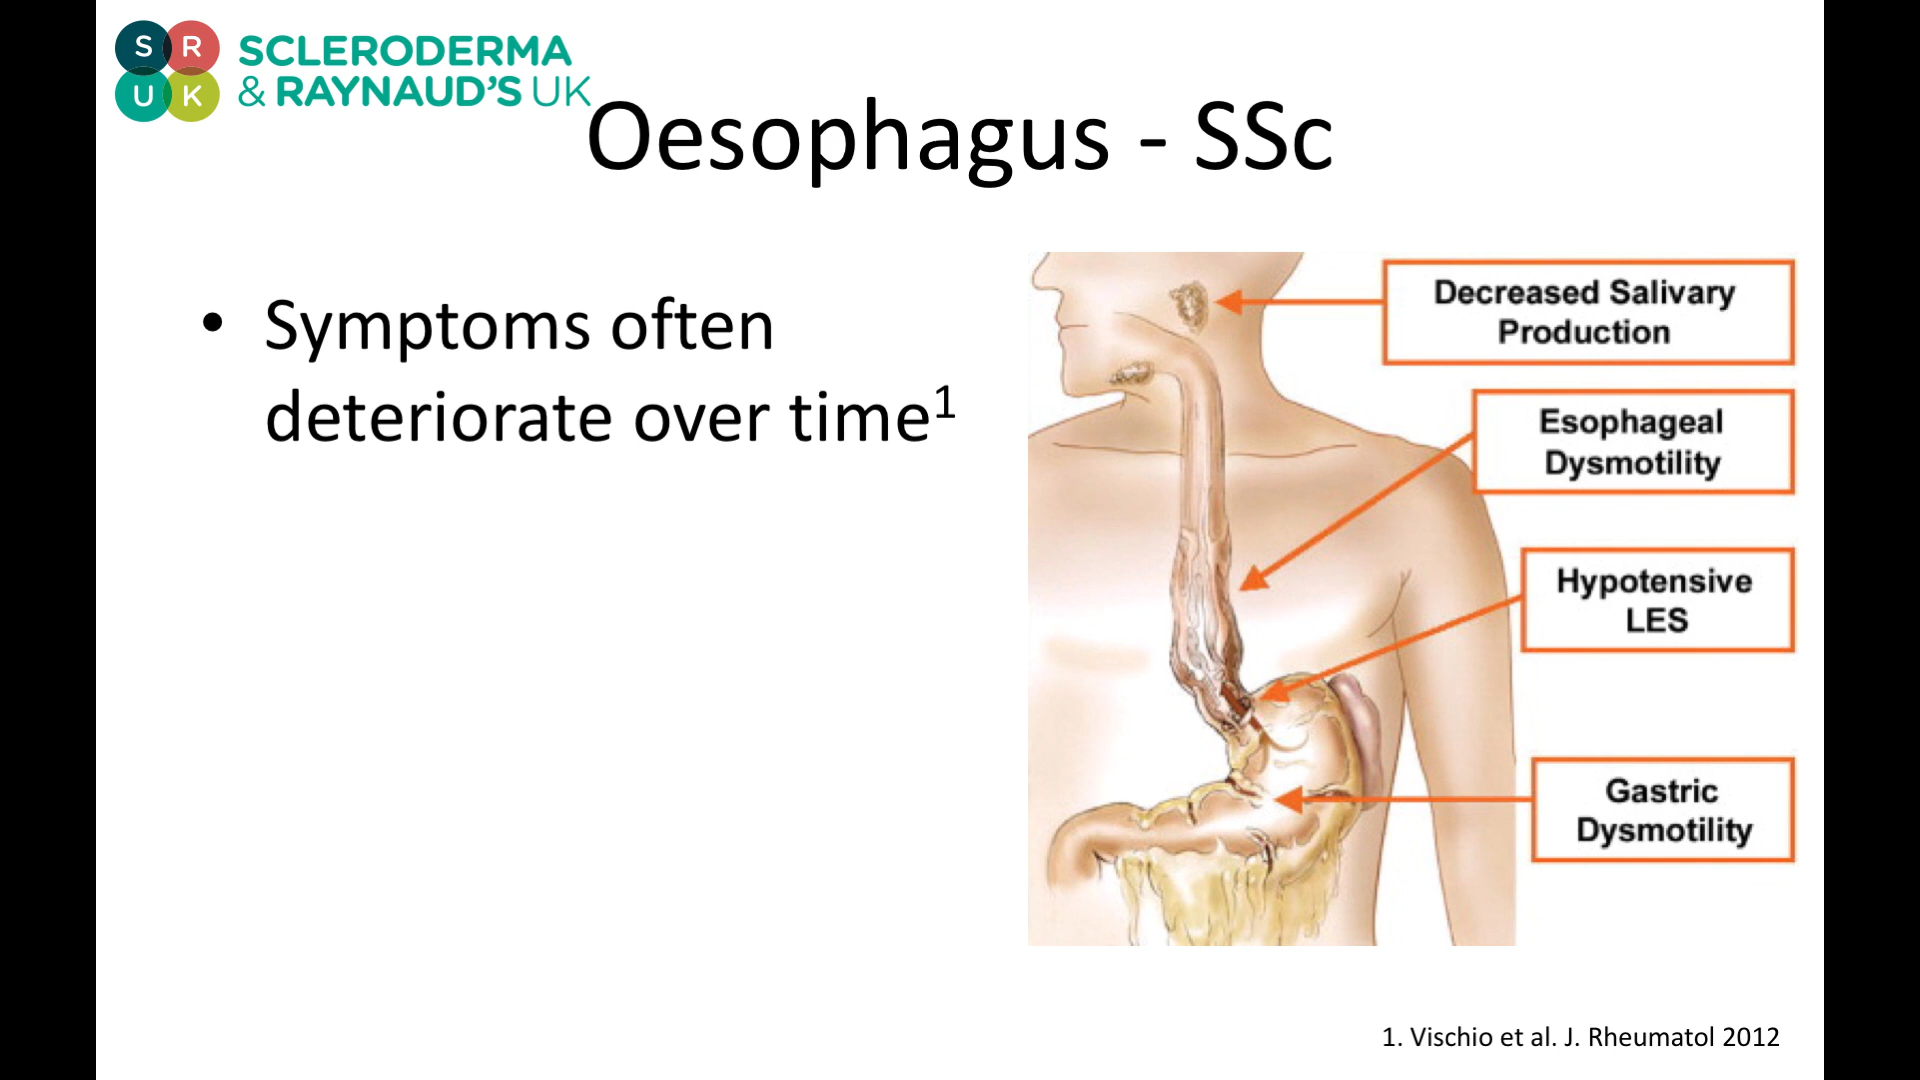 S R
U K
SCLERODERMA
& RAYNAUD'S UK
Oesophagus - SSc
• Symptoms often
deteriorate over time¹
Decreased Salivary
Production
Esophageal
Dysmotility
Hypotensive
LES
Gastric
Dysmotility
1. Vischio et al. J. Rheumatol 2012